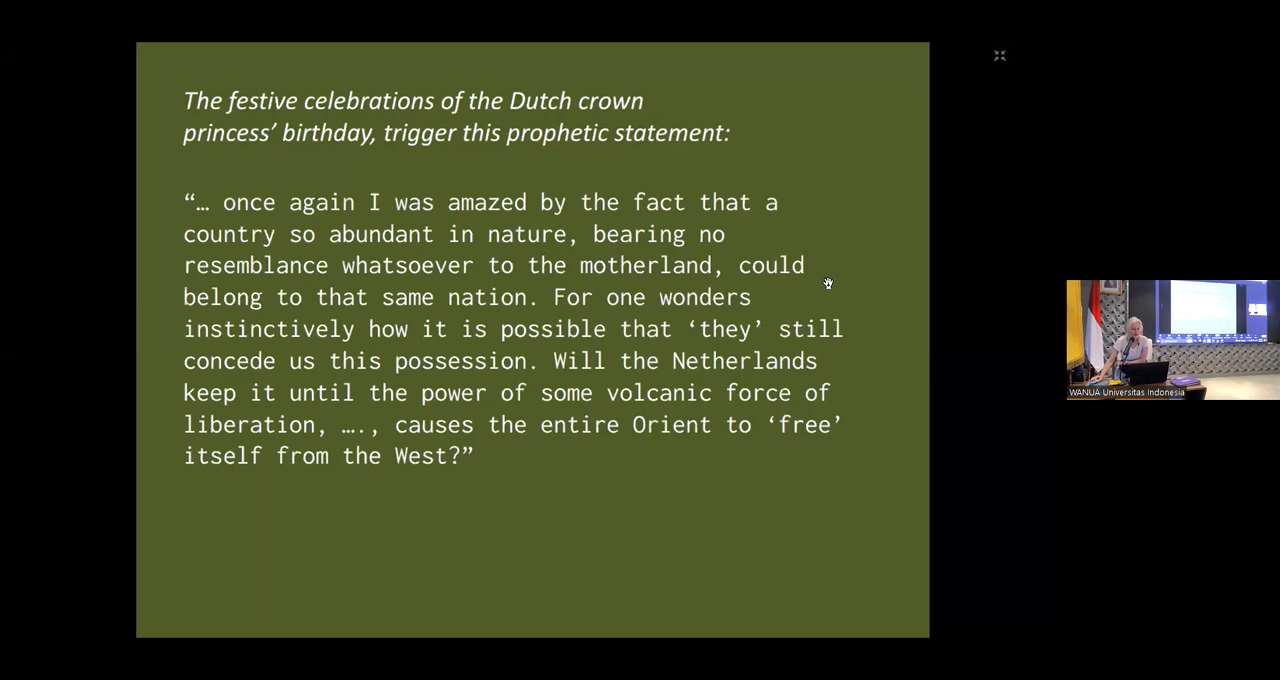 The festive celebrations of the Dutch crown
princess’ birthday, trigger this prophetic statement:
“… once again I was amazed by the fact that a
country so abundant in nature, bearing no
resemblance whatsoever to the motherland, could
belong to that same nation. For one wonders
instinctively how it is possible that ‘they’ still
concede us this possession. Will the Netherlands
keep it until the power of some volcanic force of
liberation, …., causes the entire Orient to ‘free’
itself from the West?”
WANUA Universitas Indonesia